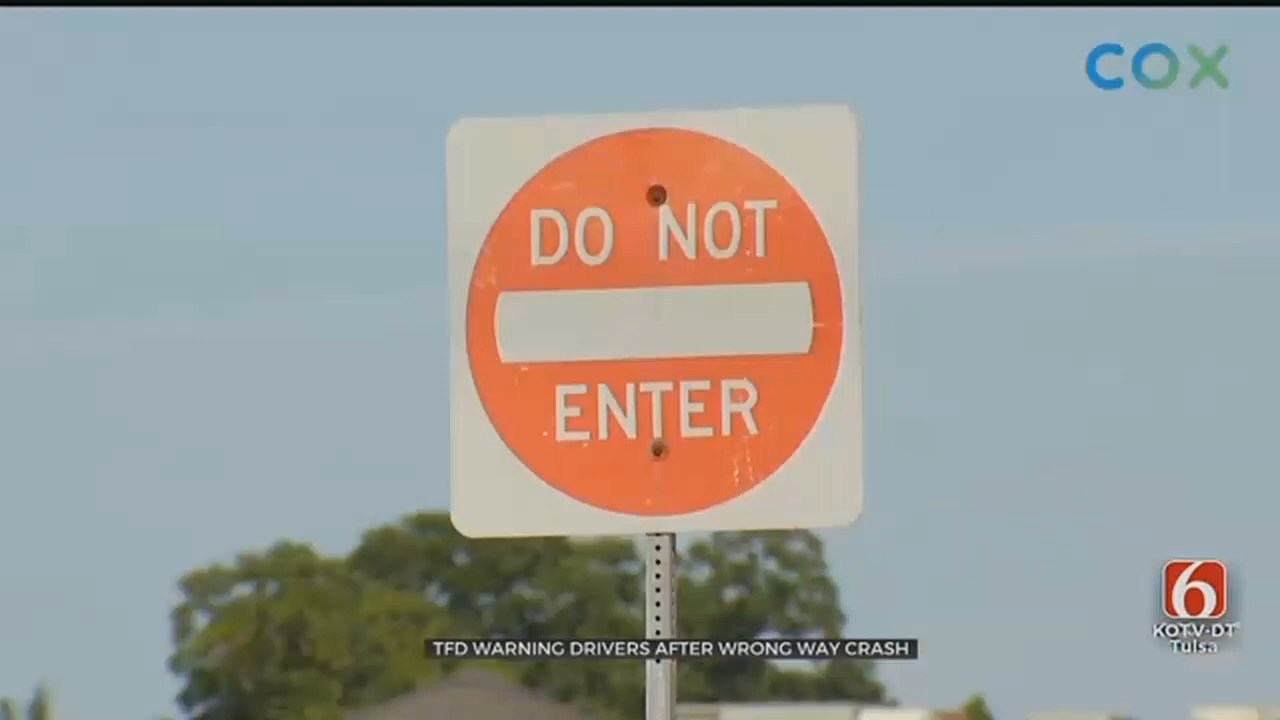 COX
DO NOT
ENTER
TFD WARNING DRIVERS AFTER WRONG WAY CRASH
6
KOTV-DT
Tulsa